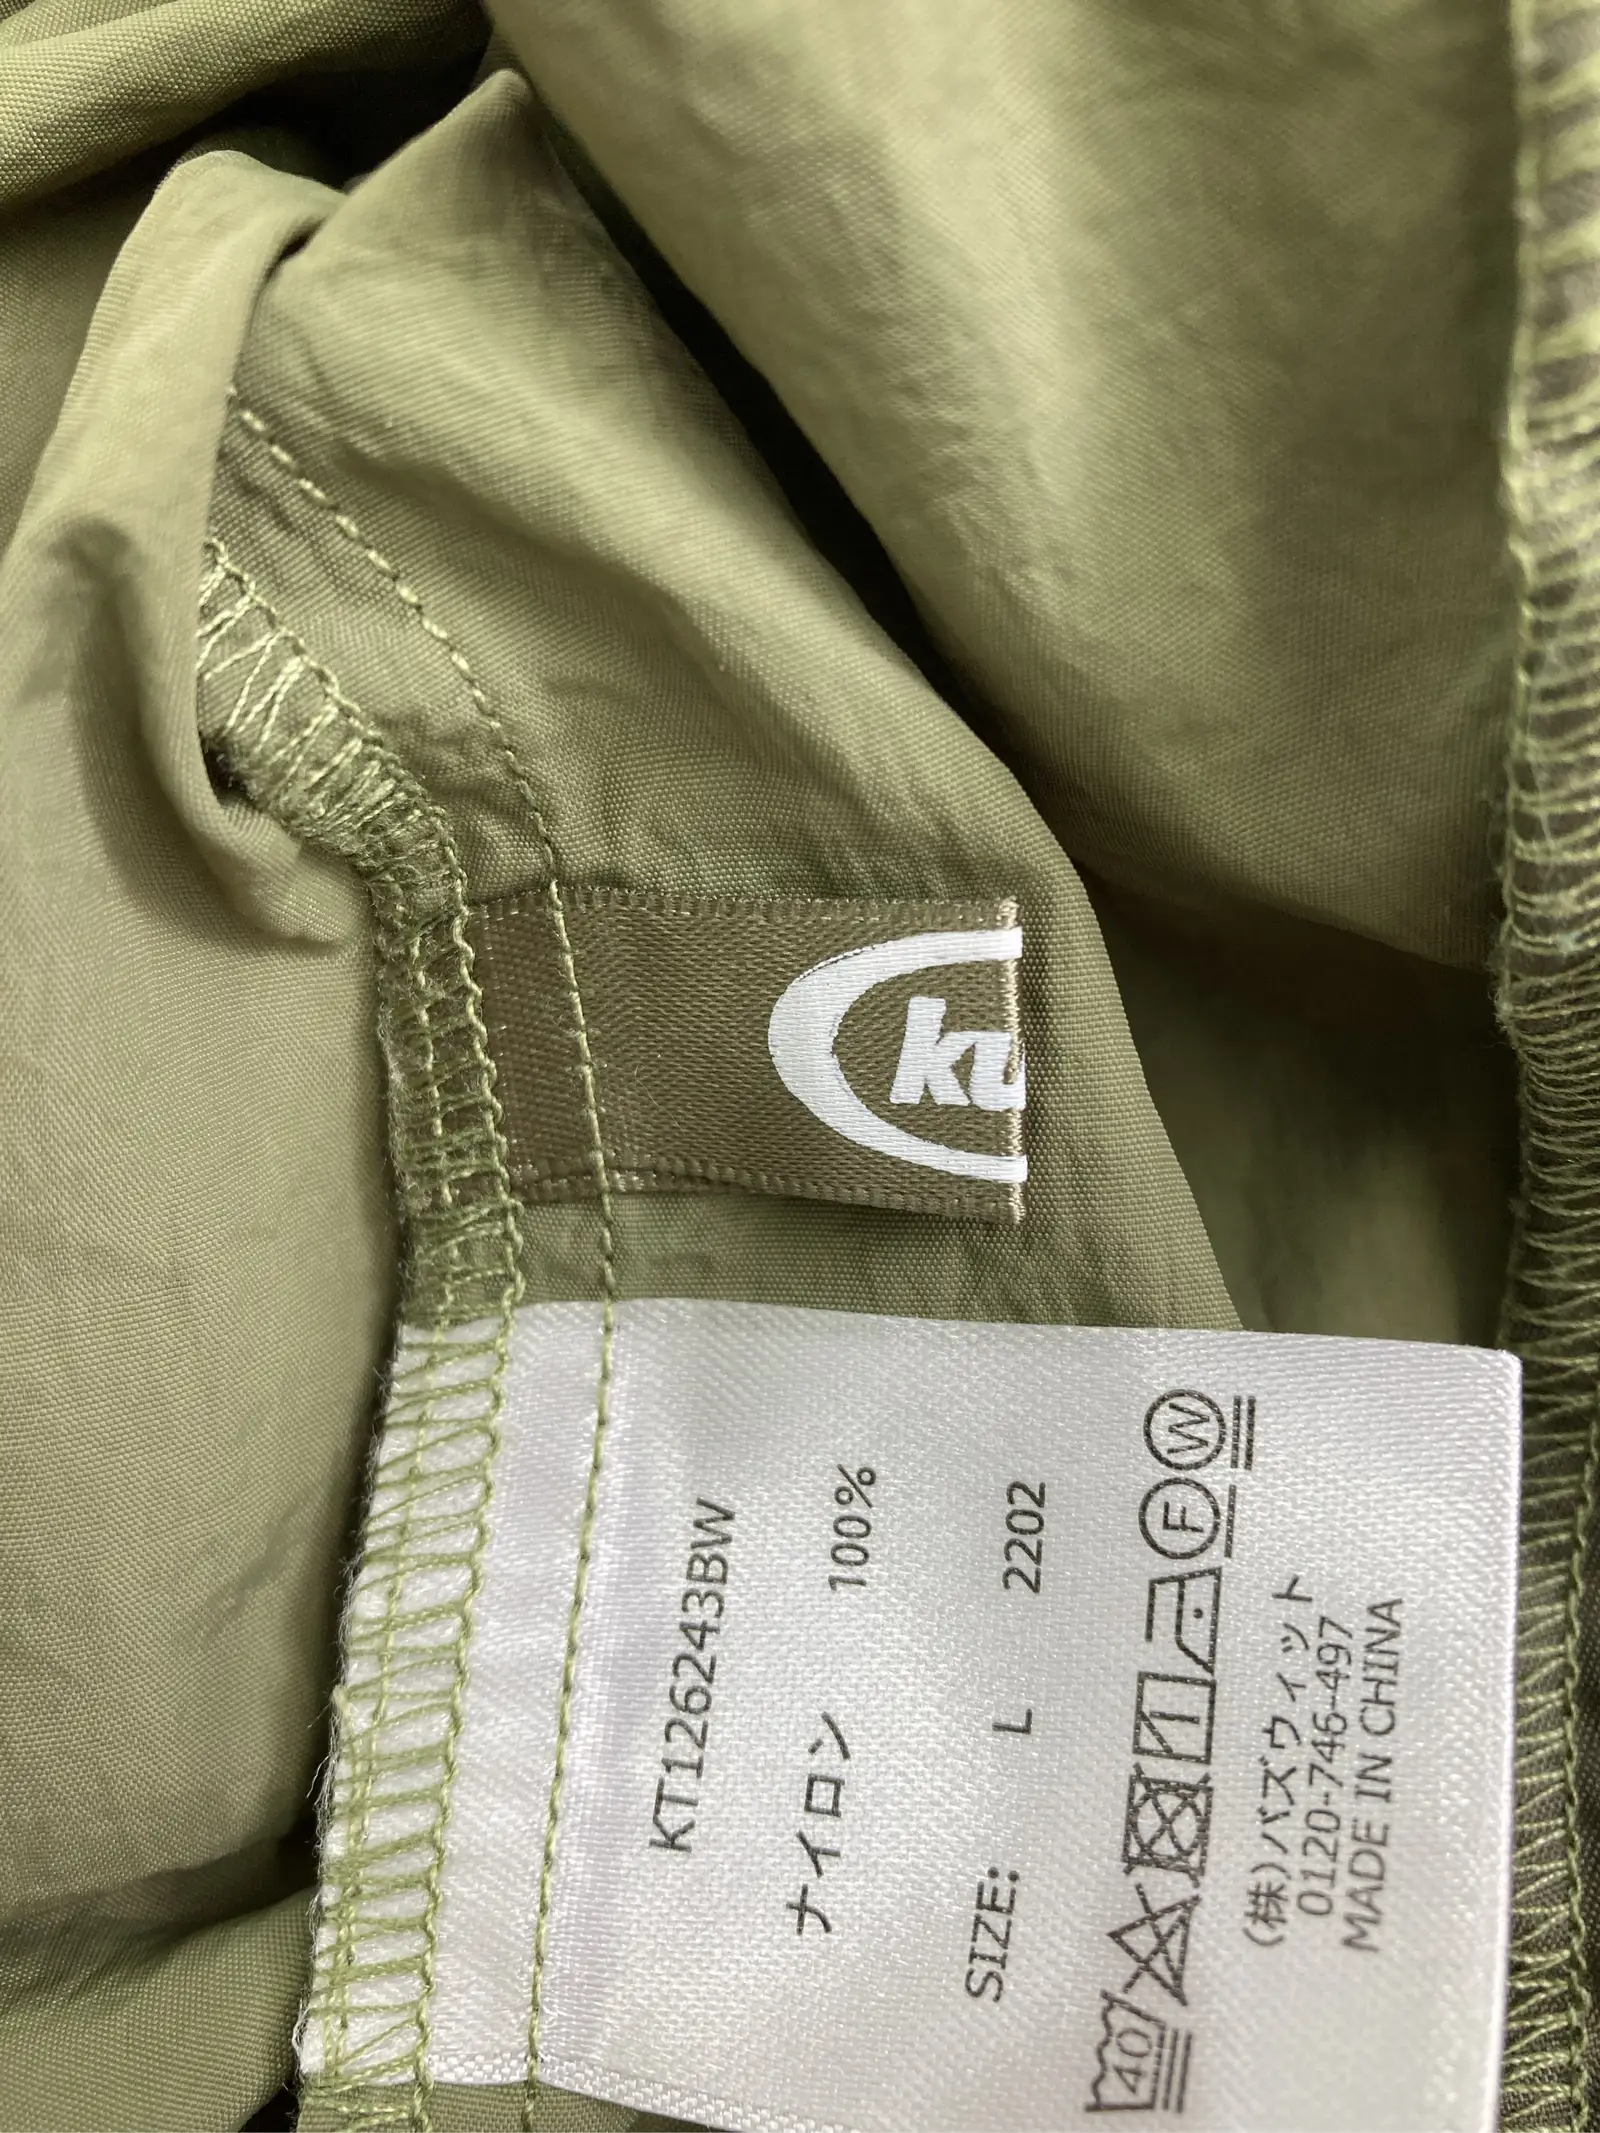 ku
KT126243BW
ナイロン 100%
SIZE: L 2202
40
F
W
(株)バズウィット
0120-746-497
MADE IN CHINA